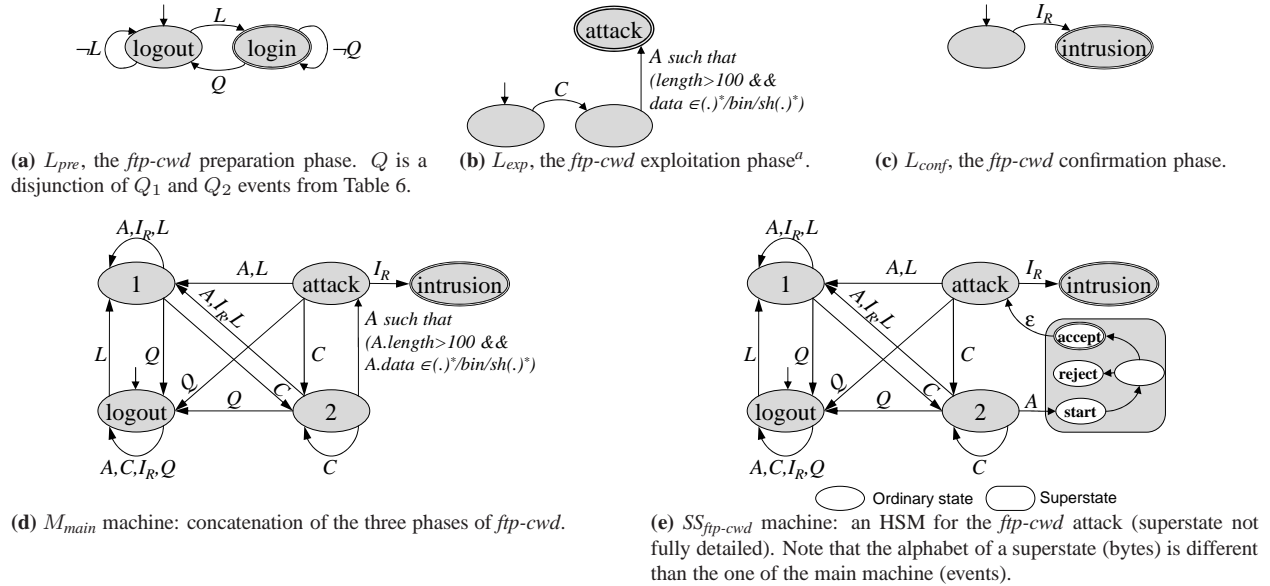 L
¬L
logout
login
¬Q
Q
(a) L_pre, the ftp-cwd preparation phase. Q is a
disjunction of Q_1 and Q_2 events from Table 6.
attack
A such that
(length>100 &&
data ∈(.)*/bin/sh(.)*)
C
(b) L_exp, the ftp-cwd exploitation phase^a.
I_R
intrusion
(c) L_conf, the ftp-cwd confirmation phase.
A,I_R,L
1
A,L
attack
I_R
intrusion
A,I_R,L
A such that
(A.length>100 &&
A.data ∈(.)*/bin/sh(.)*)
L
Q
Q
C
C
logout
Q
2
A,C,I_R,Q
C
(d) M_main machine: concatenation of the three phases of ftp-cwd.
A,I_R,L
1
A,L
attack
I_R
intrusion
A,I_R,L
ε
accept
L
Q
Q
C
C
reject
logout
Q
2
A
start
A,C,I_R,Q
C
Ordinary state
Superstate
(e) SS_ftp-cwd machine: an HSM for the ftp-cwd attack (superstate not
fully detailed). Note that the alphabet of a superstate (bytes) is different
than the one of the main machine (events).